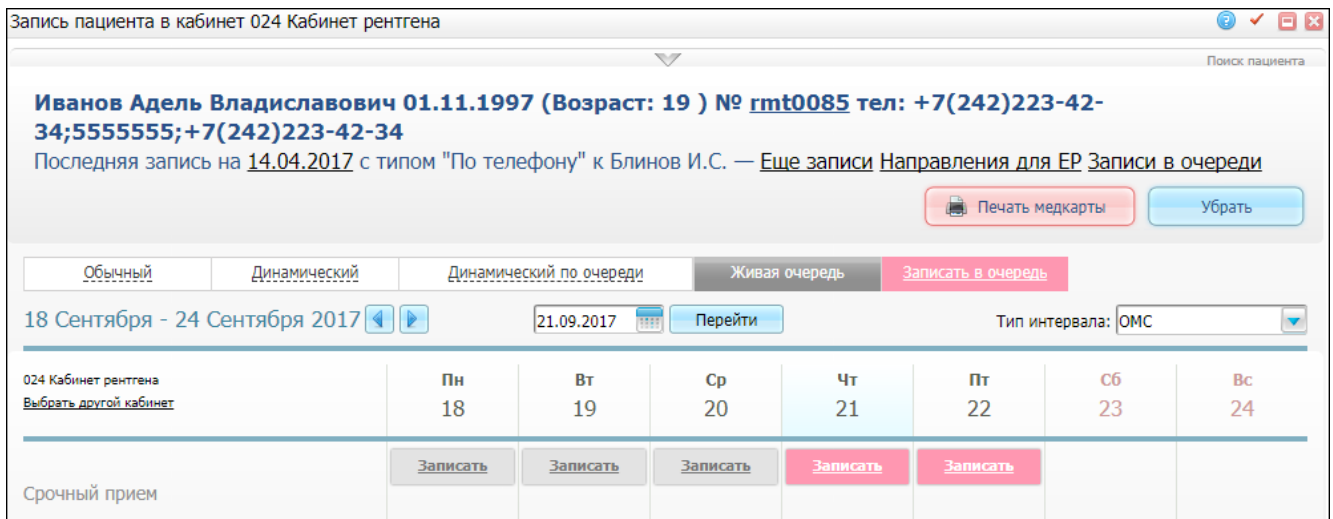 Запись пациента в кабинет 024 Кабинет рентгена
Поиск пациента
Иванов Адель Владиславович 01.11.1997 (Возраст: 19 ) № rmt0085 тел: +7(242)223-42-
34;5555555;+7(242)223-42-34
Последняя запись на 14.04.2017 с типом "По телефону" к Блинов И.С. — Еще записи Направления для ЕР Записи в очереди
Печать медкарты Убрать
Обычный Динамический Динамический по очереди Живая очередь Записать в очередь
18 Сентября - 24 Сентября 2017 21.09.2017 Перейти Тип интервала: ОМС
024 Кабинет рентгена Пн Вт Ср Чт Пт Сб Вс
Выбрать другой кабинет 18 19 20 21 22 23 24
Записать Записать Записать Записать Записать
Срочный прием